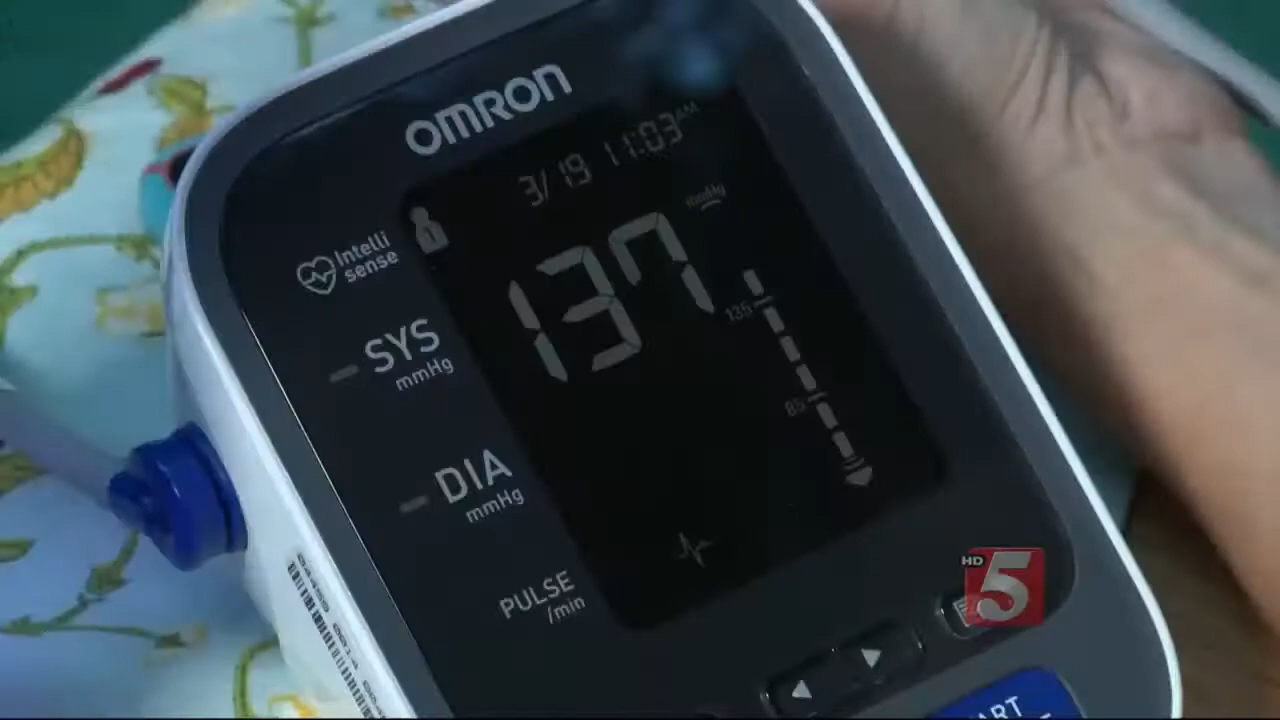 OMRON
3/19 11:03 AM
mmHg
Intelli
sense
137
135
SYS
mmHg
85
DIA
mmHg
PULSE
/min
HD 5